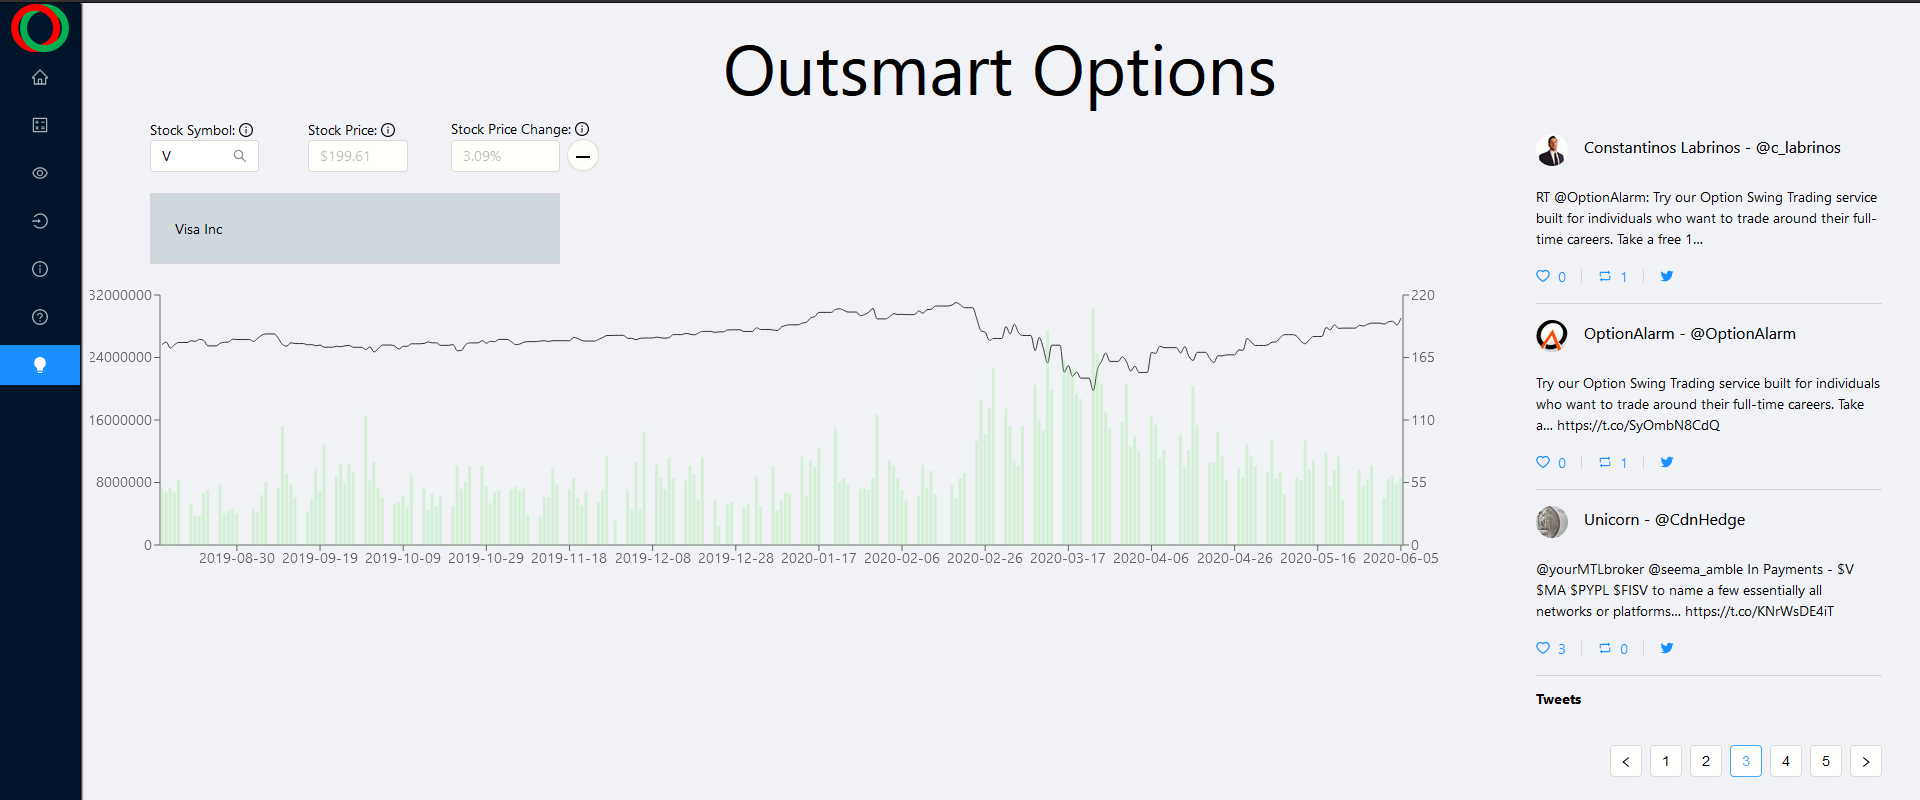 Outsmart Options
Stock Symbol:
Stock Price:
Stock Price Change:
V
$199.61
3.09%
Visa Inc
32000000
24000000
16000000
8000000
0
220
165
110
55
0
2019-08-30 2019-09-19 2019-10-09 2019-10-29 2019-11-18 2019-12-08 2019-12-28 2020-01-17 2020-02-06 2020-02-26 2020-03-17 2020-04-06 2020-04-26 2020-05-16 2020-06-05
Constantinos Labrinos - @c_labrinos
RT @OptionAlarm: Try our Option Swing Trading service
built for individuals who want to trade around their full-
time careers. Take a free 1...
0 1
OptionAlarm - @OptionAlarm
Try our Option Swing Trading service built for individuals
who want to trade around their full-time careers. Take
a... https://t.co/SyOmbN8CdQ
0 1
Unicorn - @CdnHedge
@yourMTLbroker @seema_amble In Payments - $V
$MA $PYPL $FISV to name a few essentially all
networks or platforms... https://t.co/KNrWsDE4iT
3 0
Tweets
< 1 2 3 4 5 >